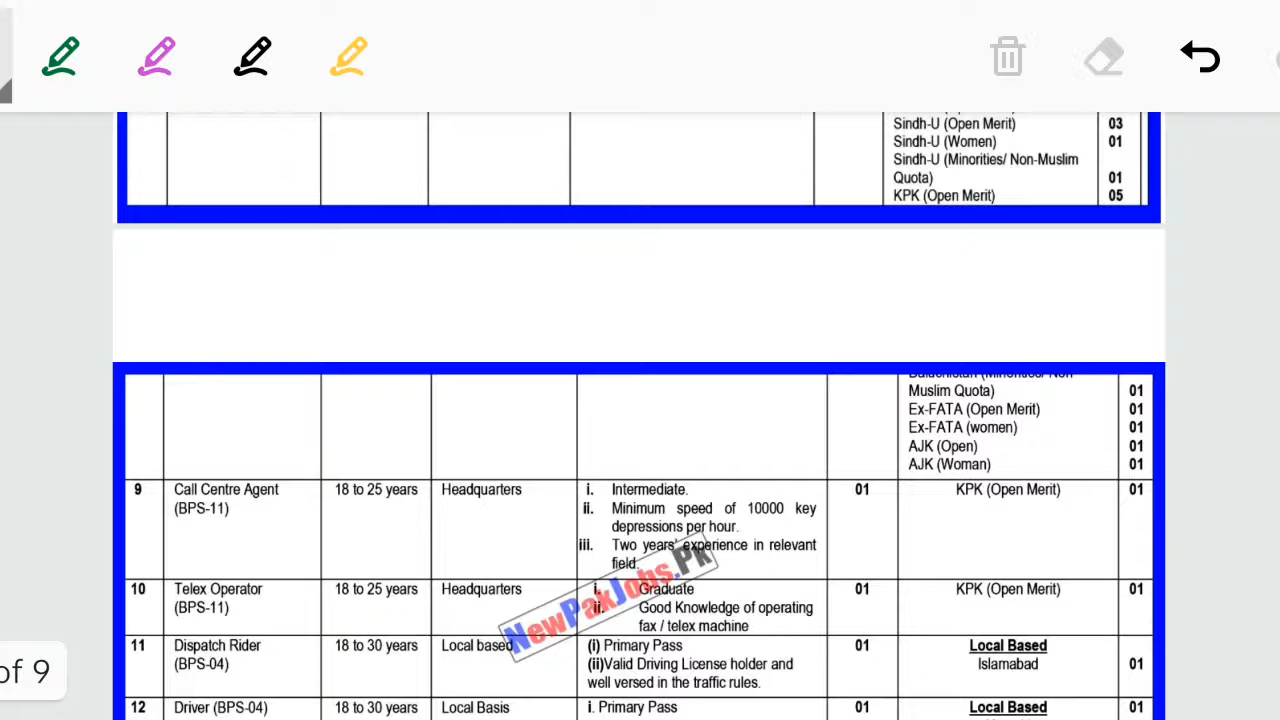 Sindh-U (Open Merit) 03
Sindh-U (Women) 01
Sindh-U (Minorities/ Non-Muslim
Quota) 01
KPK (Open Merit) 05
Muslim Quota) 01
Ex-FATA (Open Merit) 01
Ex-FATA (women) 01
AJK (Open) 01
AJK (Woman) 01
9 Call Centre Agent 18 to 25 years Headquarters i. Intermediate. 01 KPK (Open Merit) 01
(BPS-11) ii. Minimum speed of 10000 key
depressions per hour.
iii. Two years' experience in relevant
field.
10 Telex Operator 18 to 25 years Headquarters i. Graduate 01 KPK (Open Merit) 01
(BPS-11) ii. Good Knowledge of operating
fax / telex machine
NewPakJobs.Pk
11 Dispatch Rider 18 to 30 years Local based (i) Primary Pass 01 Local Based
(BPS-04) (ii)Valid Driving License holder and Islamabad 01
well versed in the traffic rules.
of 9
12 Driver (BPS-04) 18 to 30 years Local Basis i. Primary Pass 01 Local Based 01